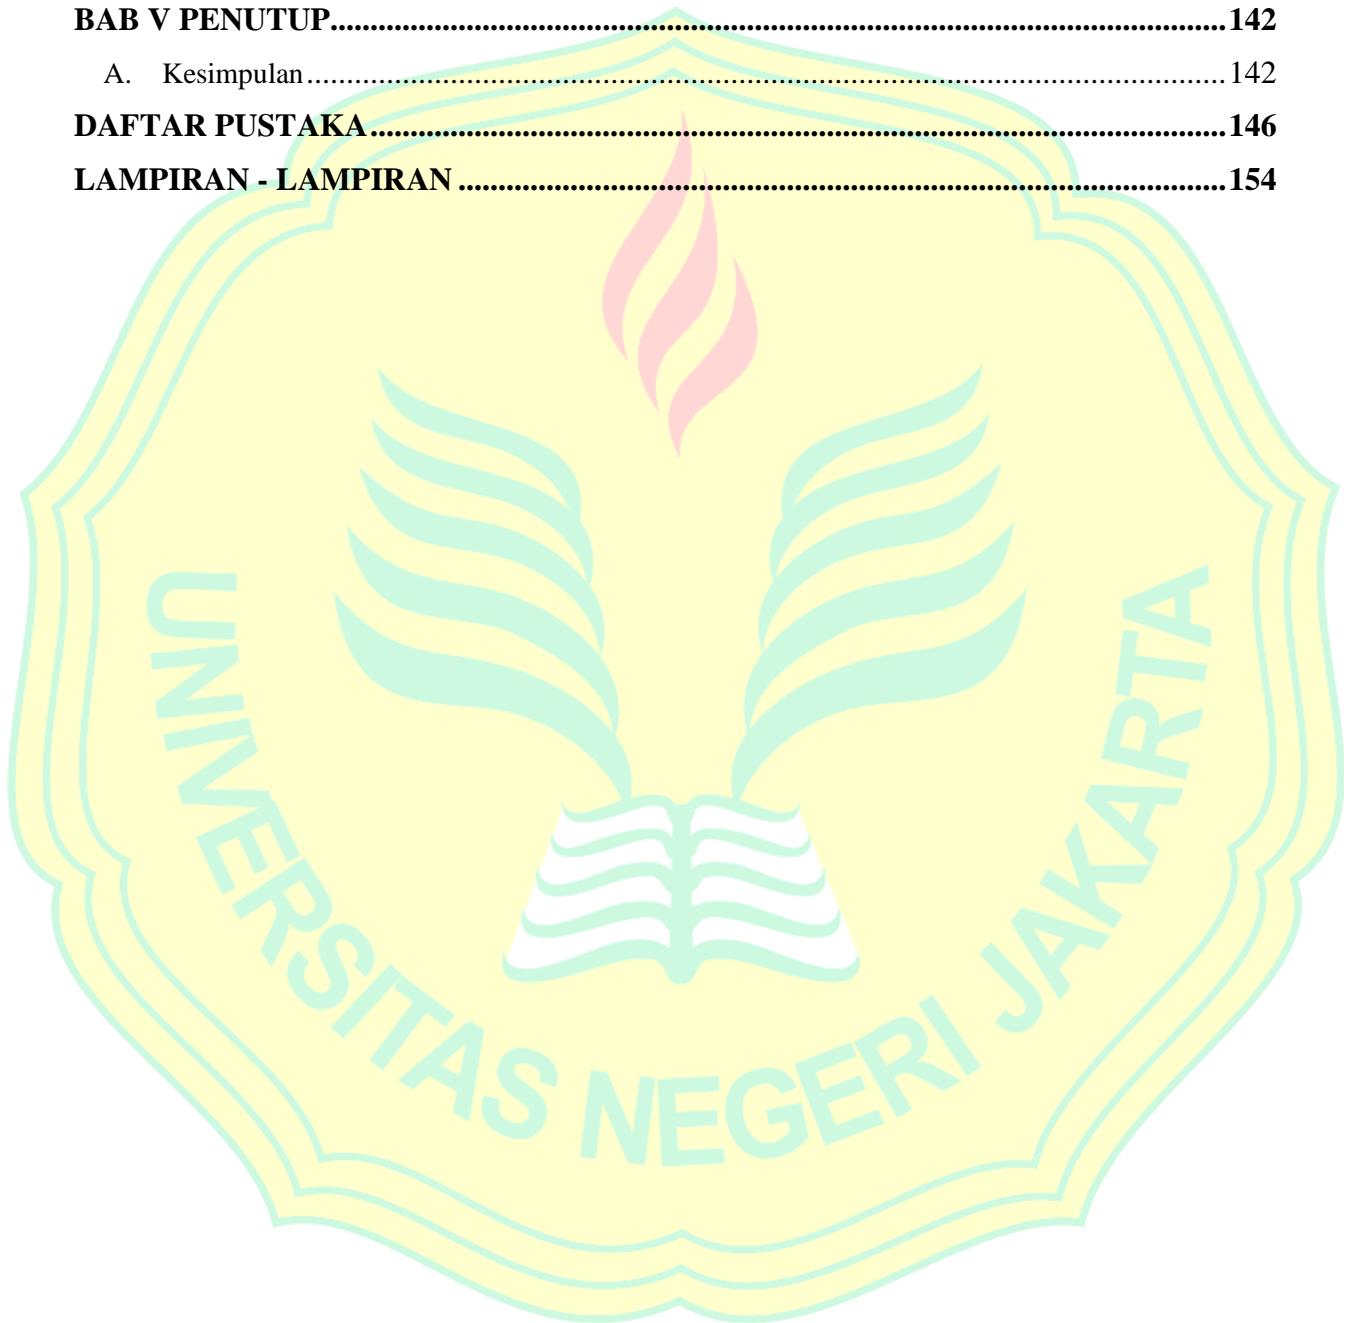 BAB V PENUTUP........................................................................................................142
A. Kesimpulan........................................................................................................142
DAFTAR PUSTAKA........................................................................................................146
LAMPIRAN - LAMPIRAN........................................................................................................154
UNIVERSITAS NEGERI JAKARTA